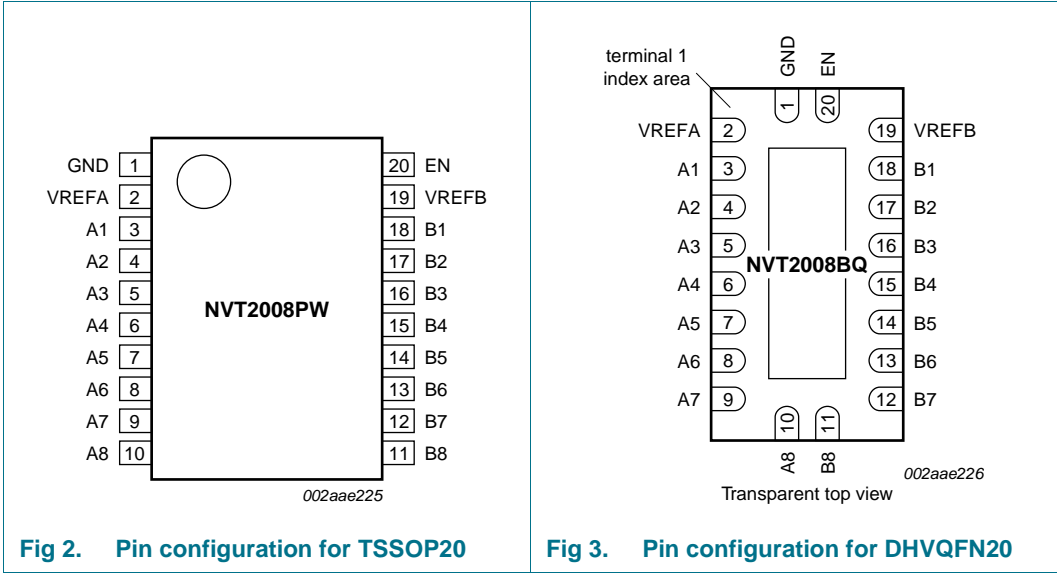 GND 1
VREFA 2
A1 3
A2 4
A3 5
A4 6
A5 7
A6 8
A7 9
A8 10
20 EN
19 VREFB
18 B1
17 B2
16 B3
15 B4
14 B5
13 B6
12 B7
11 B8
NVT2008PW
002aae225
Fig 2. Pin configuration for TSSOP20
terminal 1
index area
GND
EN
1
20
VREFA 2
A1 3
A2 4
A3 5
A4 6
A5 7
A6 8
A7 9
19 VREFB
18 B1
17 B2
16 B3
15 B4
14 B5
13 B6
12 B7
NVT2008BQ
10
11
A8
B8
002aae226
Transparent top view
Fig 3. Pin configuration for DHVQFN20